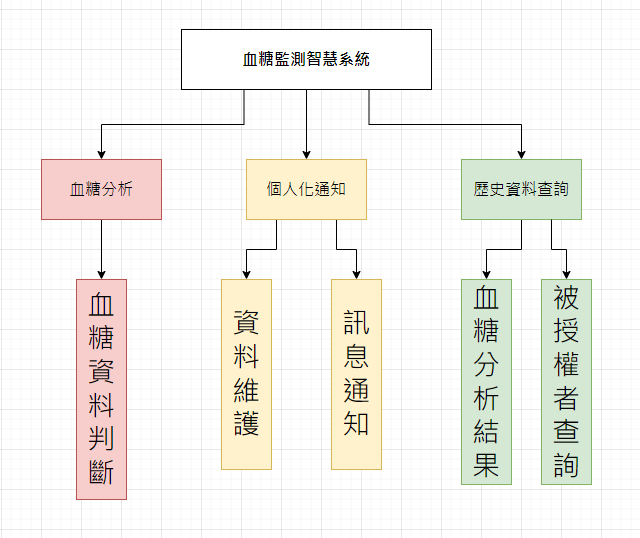 血糖監測智慧系統
血糖分析
個人化通知
歷史資料查詢
血糖資料判斷
資料維護
訊息通知
血糖分析結果
被授權者查詢